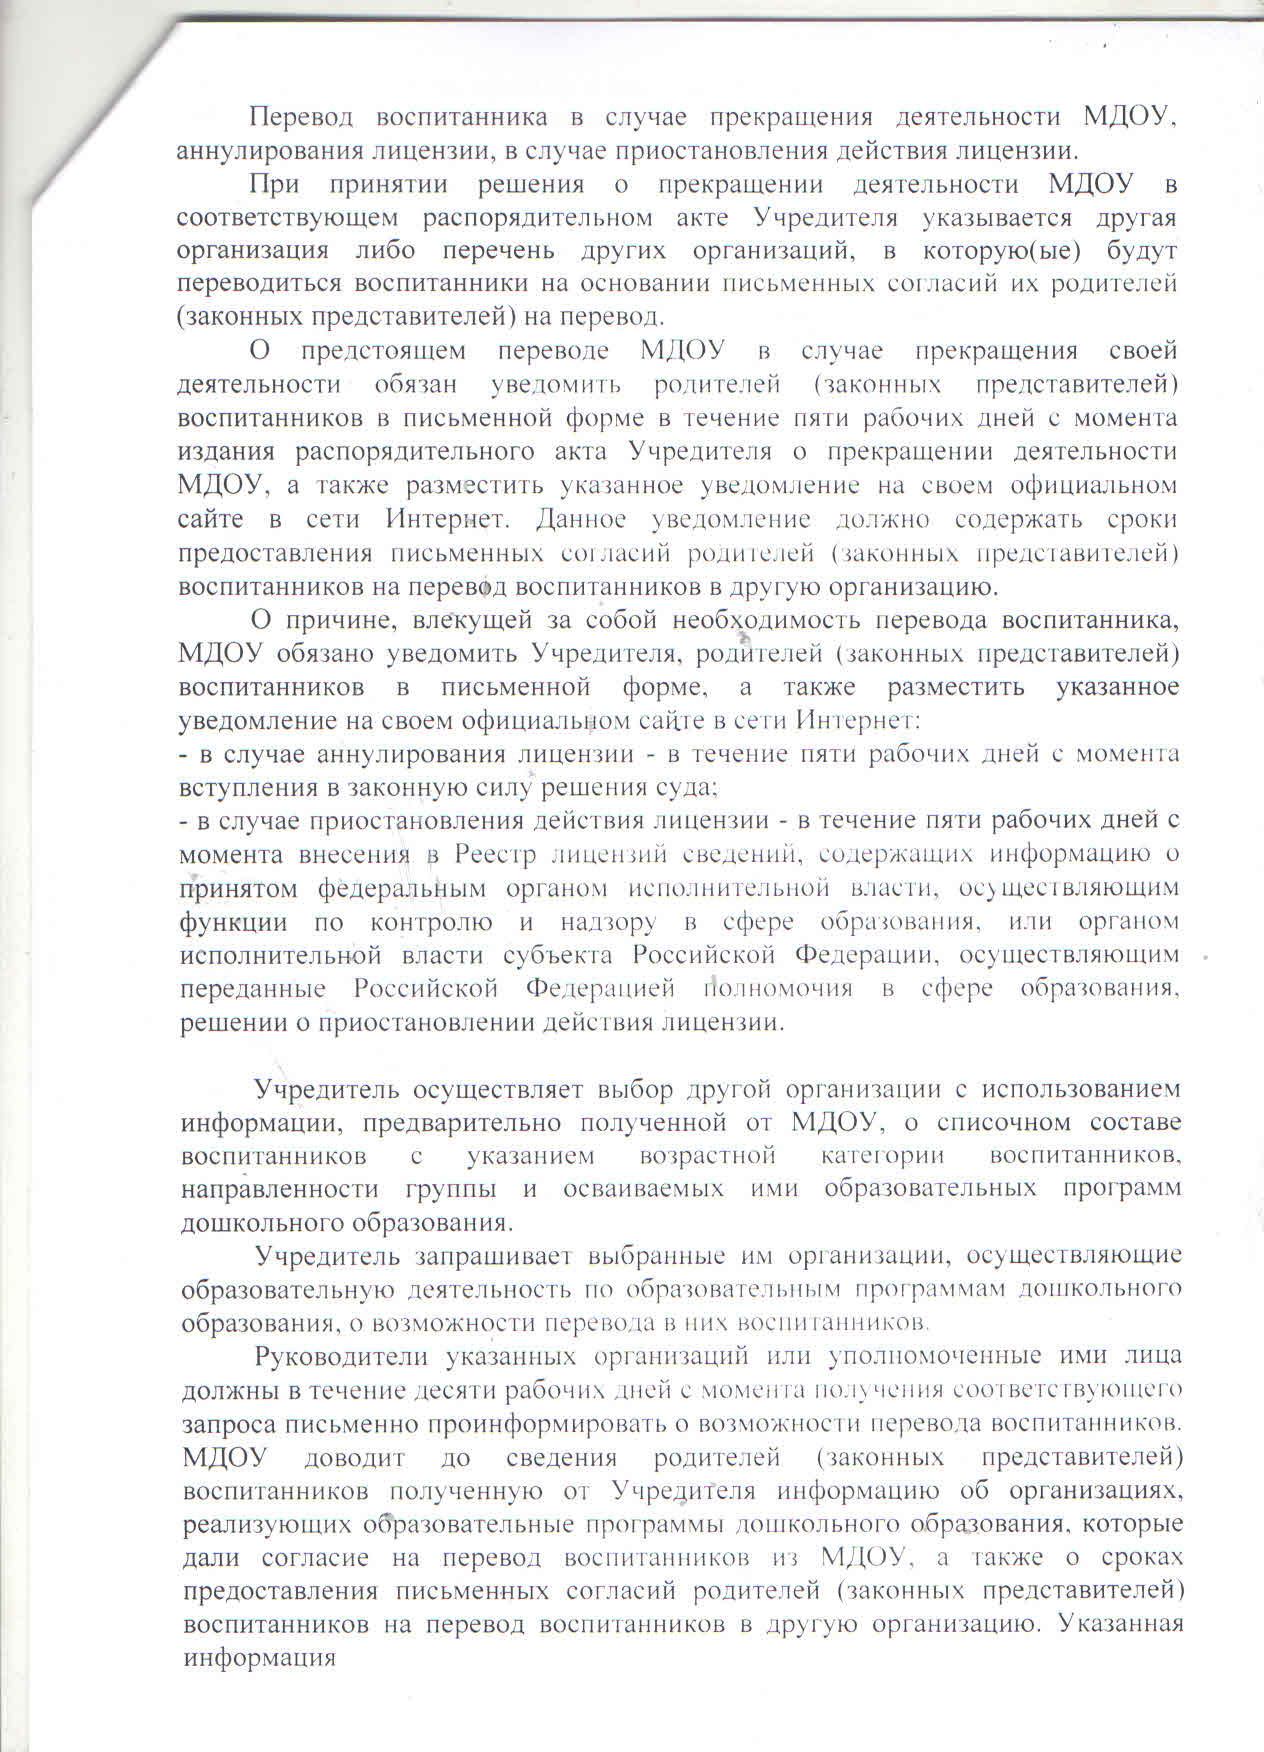 Перевод воспитанника в случае прекращения деятельности МДОУ,
аннулирования лицензии, в случае приостановления действия лицензии.
При принятии решения о прекращении деятельности МДОУ в
соответствующем распорядительном акте Учредителя указывается другая
организация либо перечень других организаций, в которую(ые) будут
переводиться воспитанники на основании письменных согласий их родителей
(законных представителей) на перевод.
О предстоящем переводе МДОУ в случае прекращения своей
деятельности обязан уведомить родителей (законных представителей)
воспитанников в письменной форме в течение пяти рабочих дней с момента
издания распорядительного акта Учредителя о прекращении деятельности
МДОУ, а также разместить указанное уведомление на своем официальном
сайте в сети Интернет. Данное уведомление должно содержать сроки
предоставления письменных согласий родителей (законных представителей)
воспитанников на перевод воспитанников в другую организацию.
О причине, влекущей за собой необходимость перевода воспитанника,
МДОУ обязано уведомить Учредителя, родителей (законных представителей)
воспитанников в письменной форме, а также разместить указанное
уведомление на своем официальном сайте в сети Интернет:
- в случае аннулирования лицензии - в течение пяти рабочих дней с момента
вступления в законную силу решения суда;
- в случае приостановления действия лицензии - в течение пяти рабочих дней с
момента внесения в Реестр лицензий сведений, содержащих информацию о
принятом федеральным органом исполнительной власти, осуществляющим
функции по контролю и надзору в сфере образования, или органом
исполнительной власти субъекта Российской Федерации, осуществляющим
переданные Российской Федерацией полномочия в сфере образования,
решении о приостановлении действия лицензии.
Учредитель осуществляет выбор другой организации с использованием
информации, предварительно полученной от МДОУ, о списочном составе
воспитанников с указанием возрастной категории воспитанников,
направленности группы и осваиваемых ими образовательных программ
дошкольного образования.
Учредитель запрашивает выбранные им организации, осуществляющие
образовательную деятельность по образовательным программам дошкольного
образования, о возможности перевода в них воспитанников.
Руководители указанных организаций или уполномоченные ими лица
должны в течение десяти рабочих дней с момента получения соответствующего
запроса письменно проинформировать о возможности перевода воспитанников.
МДОУ доводит до сведения родителей (законных представителей)
воспитанников полученную от Учредителя информацию об организациях,
реализующих образовательные программы дошкольного образования, которые
дали согласие на перевод воспитанников из МДОУ, а также о сроках
предоставления письменных согласий родителей (законных представителей)
воспитанников на перевод воспитанников в другую организацию. Указанная
информация